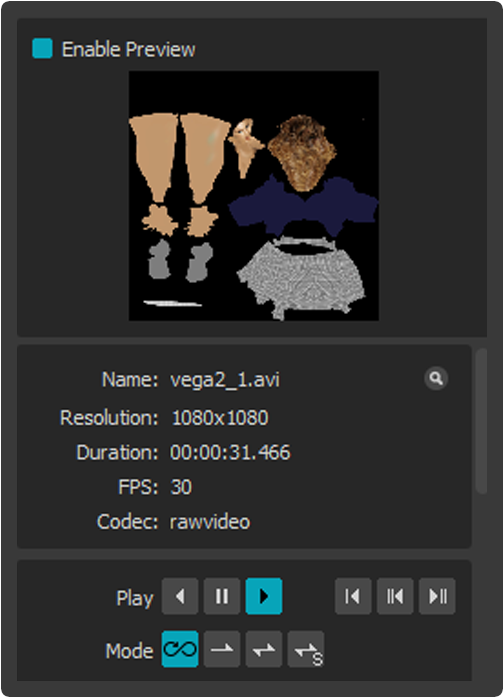 Enable Preview
Name: vega2_1.avi
Resolution: 1080x1080
Duration: 00:00:31.466
FPS: 30
Codec: rawvideo
Play
Mode
S